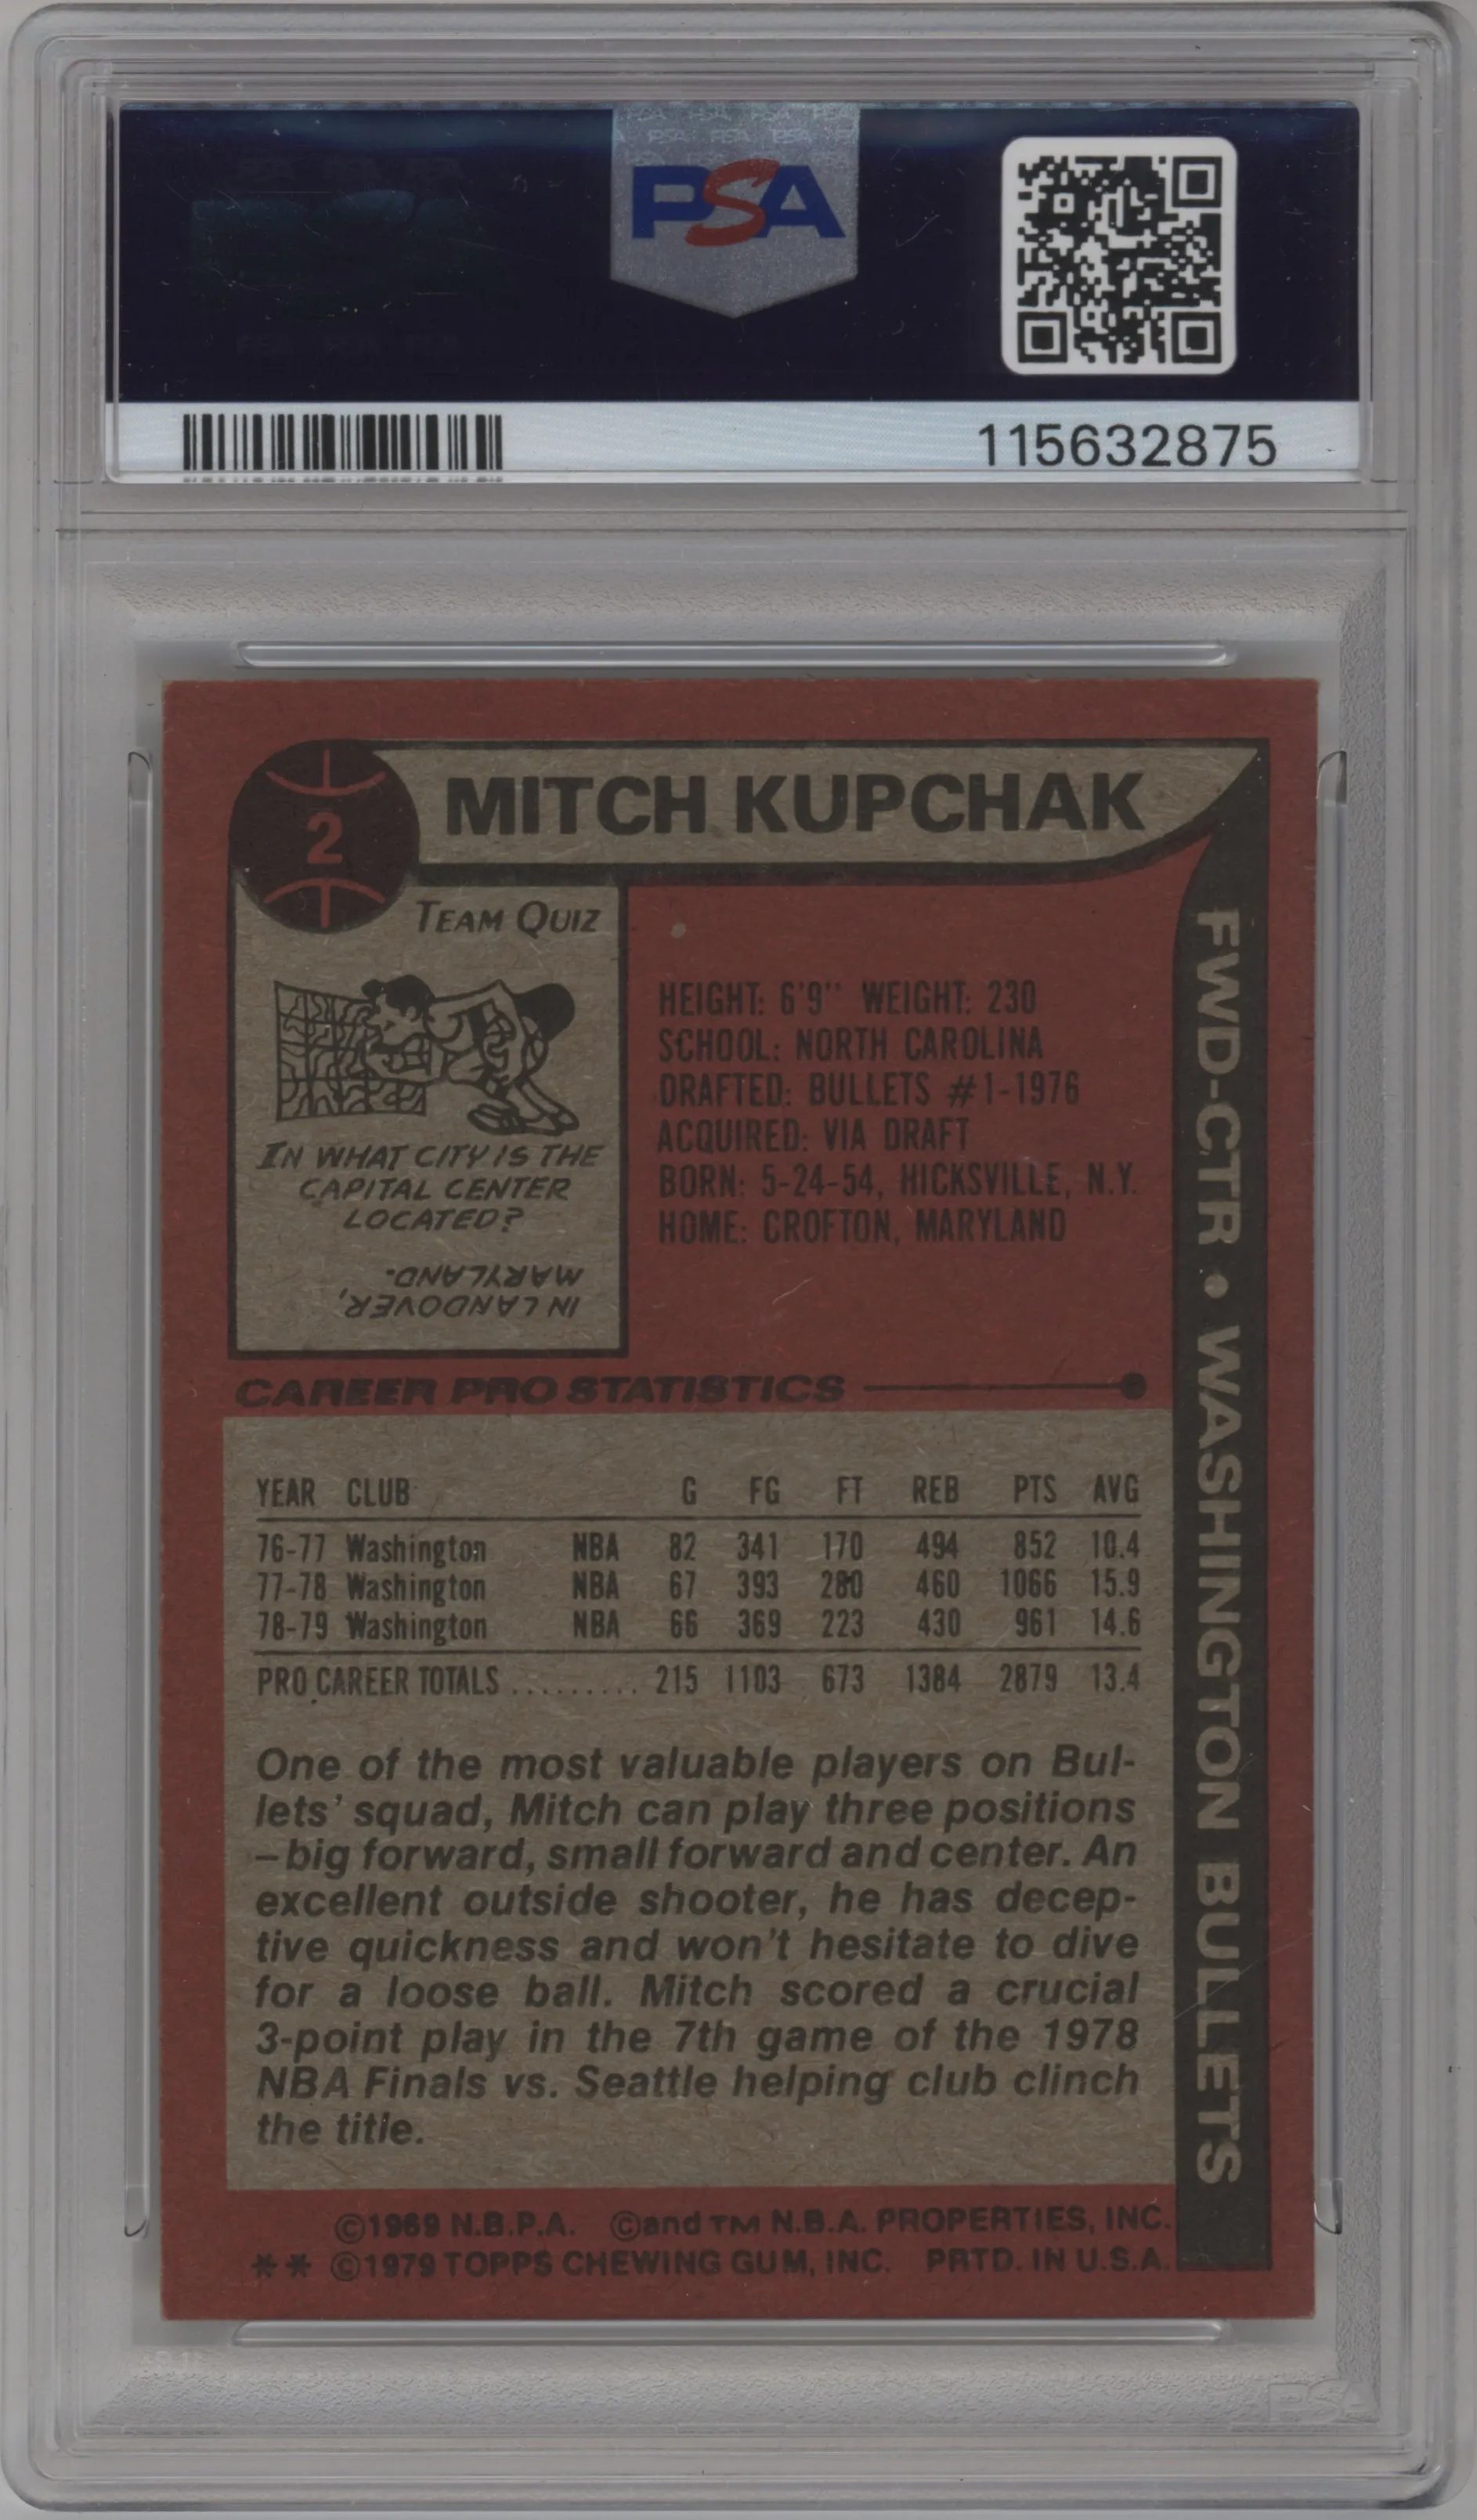 PSA
115632875
2
MITCH KUPCHAK
TEAM QUIZ
IN WHAT CITY IS THE
CAPITAL CENTER
LOCATED?
IN LANDOVER,
MARYLAND.
HEIGHT: 6'9" WEIGHT: 230
SCHOOL: NORTH CAROLINA
DRAFTED: BULLETS #1-1976
ACQUIRED: VIA DRAFT
BORN: 5-24-54, HICKSVILLE, N.Y.
HOME: CROFTON, MARYLAND
FWD-CTR • WASHINGTON BULLETS
CAREER PRO STATISTICS
YEAR CLUB G FG FT REB PTS AVG
76-77 Washington NBA 82 341 170 494 852 10.4
77-78 Washington NBA 67 393 280 460 1066 15.9
78-79 Washington NBA 66 369 223 430 961 14.6
PRO CAREER TOTALS ......... 215 1103 673 1384 2879 13.4
One of the most valuable players on Bul-
lets' squad, Mitch can play three positions
–big forward, small forward and center. An
excellent outside shooter, he has decep-
tive quickness and won't hesitate to dive
for a loose ball. Mitch scored a crucial
3-point play in the 7th game of the 1978
NBA Finals vs. Seattle helping club clinch
the title.
©1969 N.B.P.A. ©and TM N.B.A. PROPERTIES, INC.
** ©1979 TOPPS CHEWING GUM, INC. PRTD. IN U.S.A.
PSA